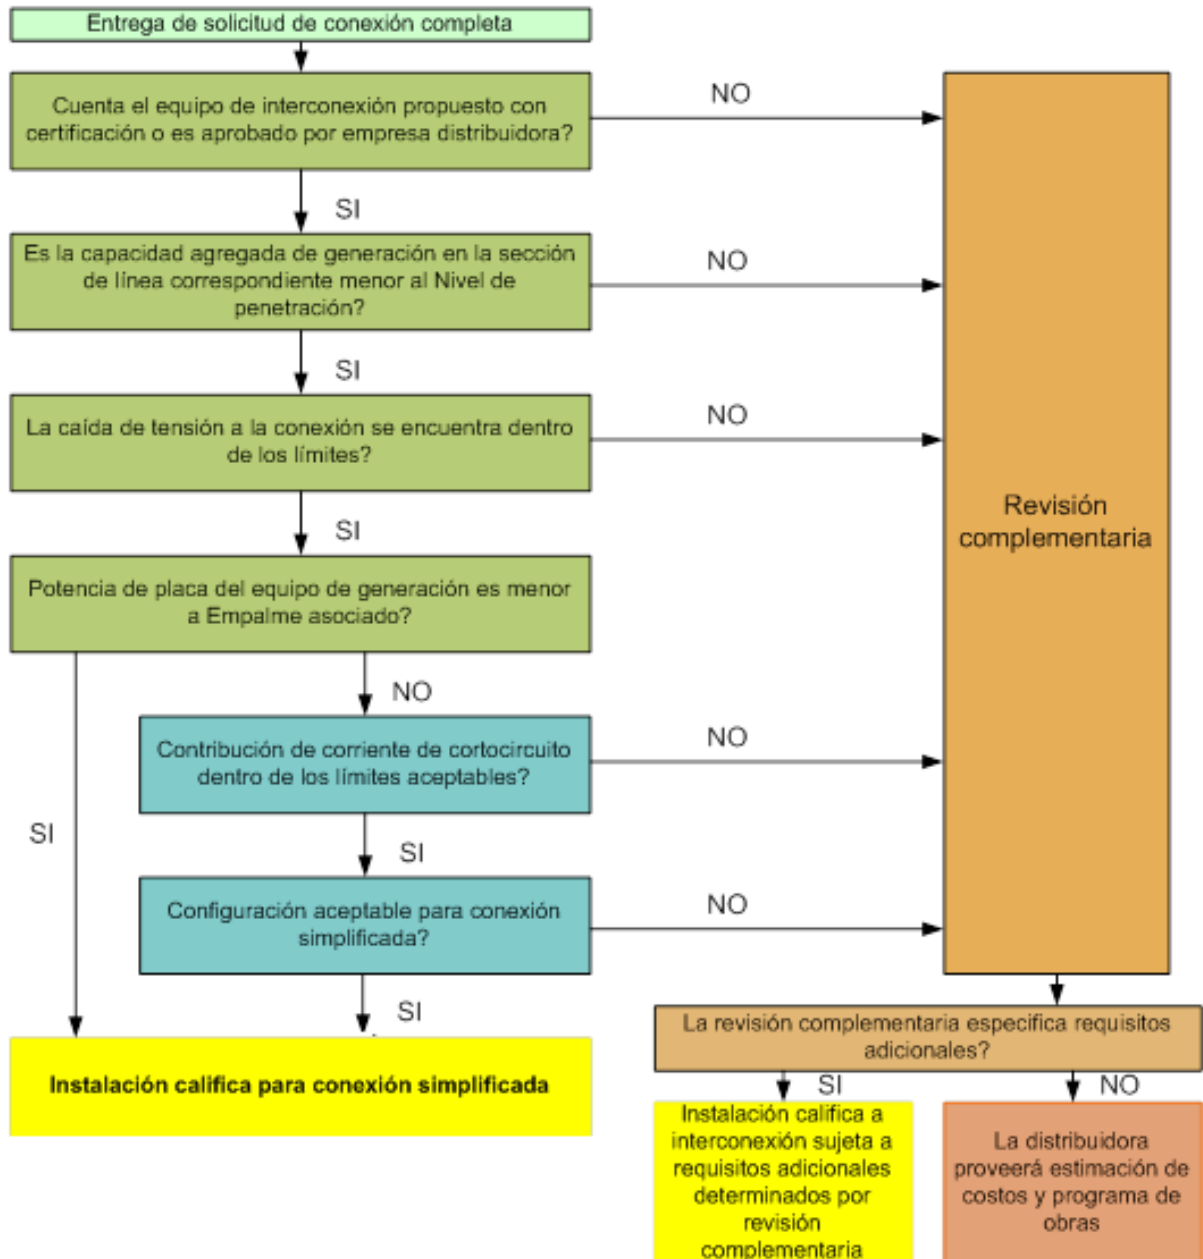 Entrega de solicitud de conexión completa
Cuenta el equipo de interconexión propuesto con
certificación o es aprobado por empresa distribuidora?
NO
SI
Es la capacidad agregada de generación en la sección
de línea correspondiente menor al Nivel de
penetración?
NO
SI
La caída de tensión a la conexión se encuentra dentro
de los límites?
NO
SI
Revisión
complementaria
Potencia de placa del equipo de generación es menor
a Empalme asociado?
NO
Contribución de corriente de cortocircuito
dentro de los límites aceptables?
NO
SI
SI
Configuración aceptable para conexión
simplificada?
NO
SI
La revisión complementaria especifica requisitos
adicionales?
Instalación califica para conexión simplificada
SI
NO
Instalación califica a
interconexión sujeta a
requisitos adicionales
determinados por
revisión
complementaria
La distribuidora
proveerá estimación de
costos y programa de
obras